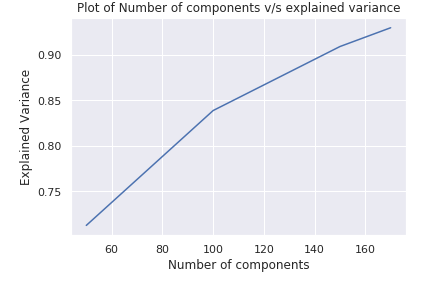 Plot of Number of components v/s explained variance
0.90
0.85
0.80
0.75
Explained Variance
60 80 100 120 140 160
Number of components